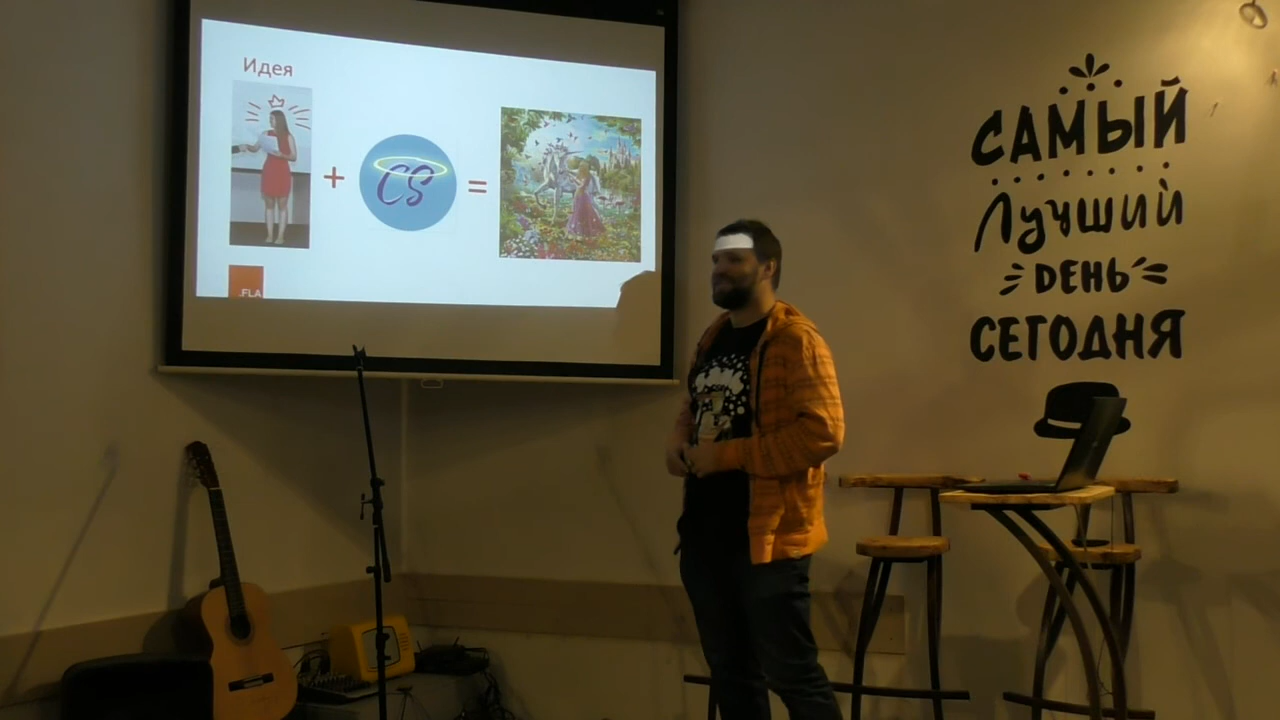 Идея
+
CS
=
.FLA
САМЫЙ
Лучший
ДЕНЬ
СЕГОДНЯ